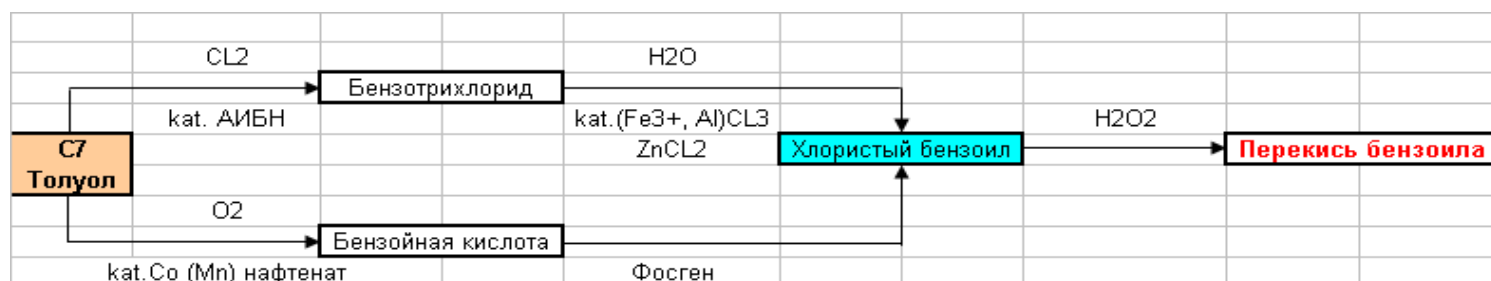 CL2
H2O
Бензотрихлорид
kat. АИБН
kat.(Fe3+, Al)CL3
H2O2
C7
Толуол
ZnCL2
Хлористый бензоил
Перекись бензоила
O2
Бензойная кислота
kat.Co (Mn) нафтенат
Фосген